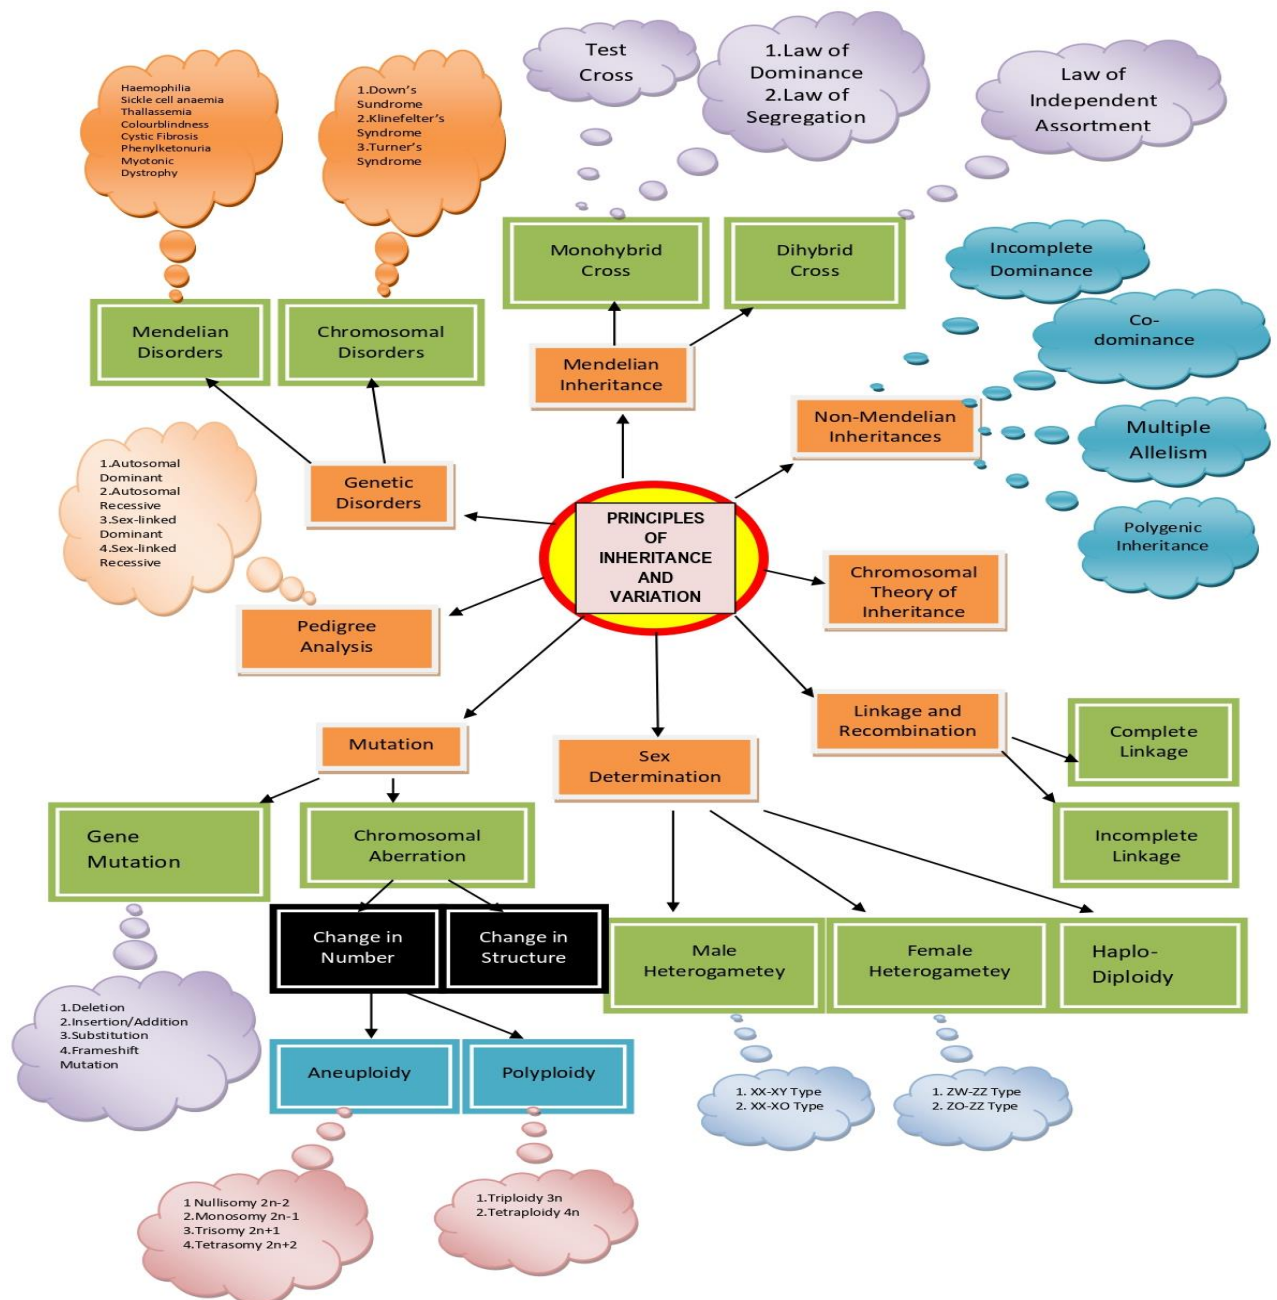 Test
Cross
1.Law of
Dominance
2.Law of
Segregation
Law of
Independent
Assortment
Haemophilia
Sickle cell anaemia
Thallassemia
Colourblindness
Cystic Fibrosis
Phenylketonuria
Myotonic
Dystrophy
1.Down's
Sundrome
2.Klinefelter's
Syndrome
3.Turner's
Syndrome
Monohybrid
Cross
Dihybrid
Cross
Incomplete
Dominance
Co-
dominance
Mendelian
Disorders
Chromosomal
Disorders
Mendelian
Inheritance
Non-Mendelian
Inheritances
Multiple
Allelism
Polygenic
Inheritance
1.Autosomal
Dominant
2.Autosomal
Recessive
3.Sex-linked
Dominant
4.Sex-linked
Recessive
Genetic
Disorders
PRINCIPLES
OF
INHERITANCE
AND
VARIATION
Chromosomal
Theory of
Inheritance
Pedigree
Analysis
Mutation
Sex
Determination
Linkage and
Recombination
Complete
Linkage
Incomplete
Linkage
Gene
Mutation
Chromosomal
Aberration
Change in
Number
Change in
Structure
Male
Heterogametey
Female
Heterogametey
Haplo-
Diploidy
1.Deletion
2.Insertion/Addition
3.Substitution
4.Frameshift
Mutation
Aneuploidy
Polyploidy
1. XX-XY Type
2. XX-XO Type
1. ZW-ZZ Type
2. ZO-ZZ Type
1 Nullisomy 2n-2
2.Monosomy 2n-1
3.Trisomy 2n+1
4.Tetrasomy 2n+2
1.Triploidy 3n
2.Tetraploidy 4n